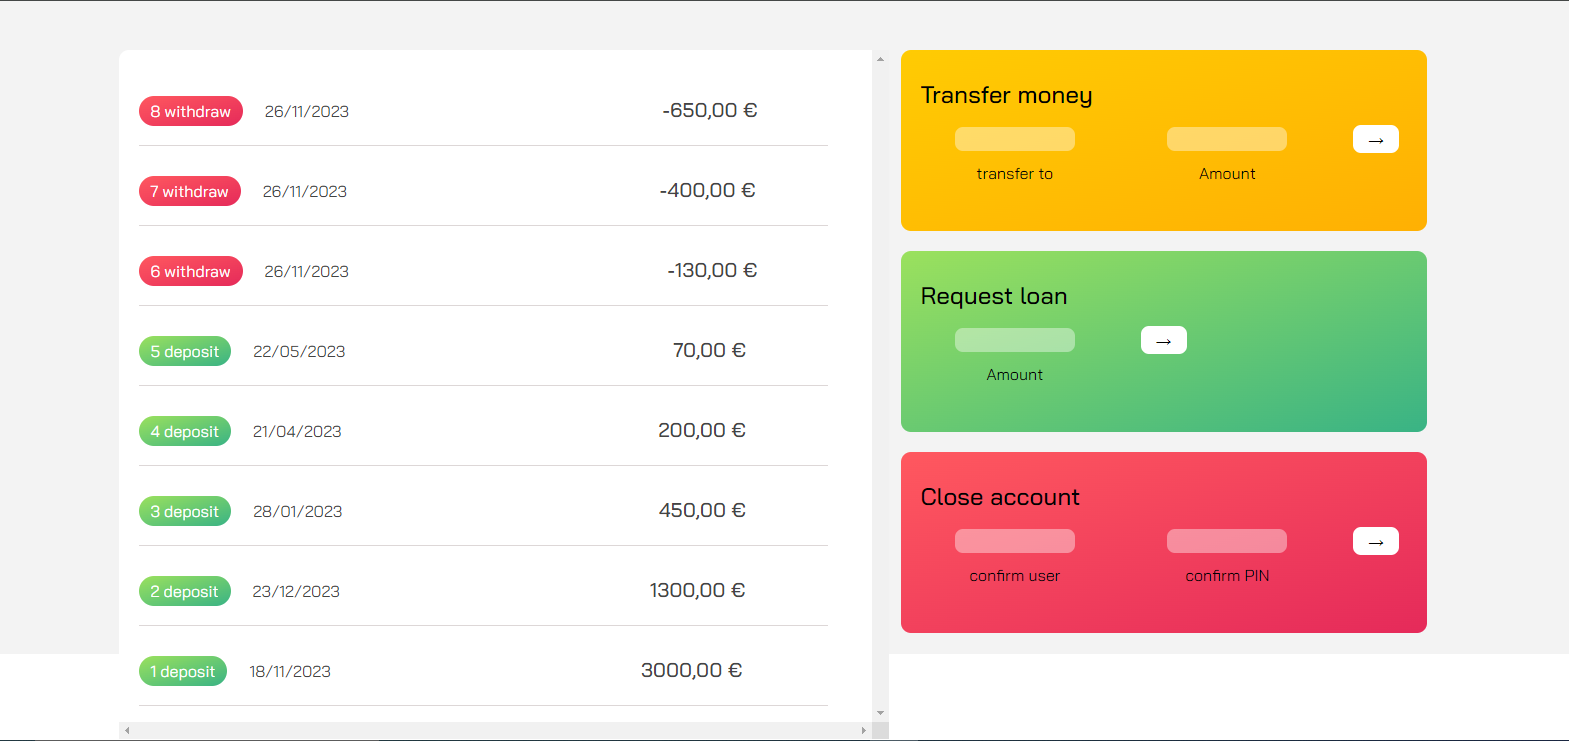 8 withdraw 26/11/2023 -650,00 €
7 withdraw 26/11/2023 -400,00 €
6 withdraw 26/11/2023 -130,00 €
5 deposit 22/05/2023 70,00 €
4 deposit 21/04/2023 200,00 €
3 deposit 28/01/2023 450,00 €
2 deposit 23/12/2023 1300,00 €
1 deposit 18/11/2023 3000,00 €
Transfer money
→
transfer to Amount
Request loan
→
Amount
Close account
→
confirm user confirm PIN